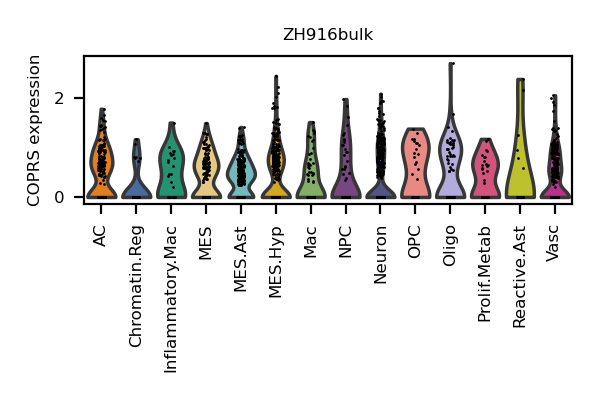 ZH916bulk
COPRS expression
2
0
AC
Chromatin.Reg
Inflammatory.Mac
MES
MES.Ast
MES.Hyp
Mac
NPC
Neuron
OPC
Oligo
Prolif.Metab
Reactive.Ast
Vasc